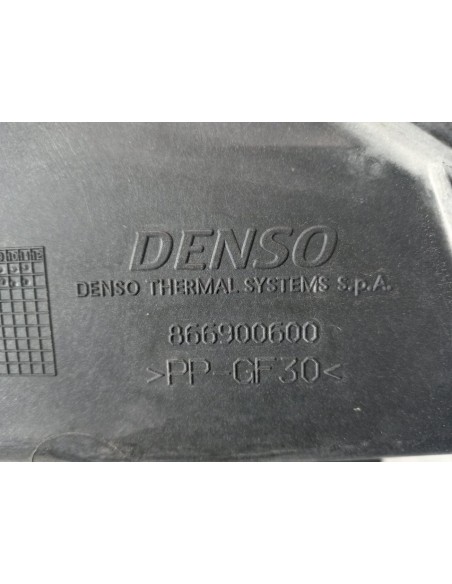 DENSO
DENSO THERMAL SYSTEMS S.p.A.
866900600
>PP-GF30<